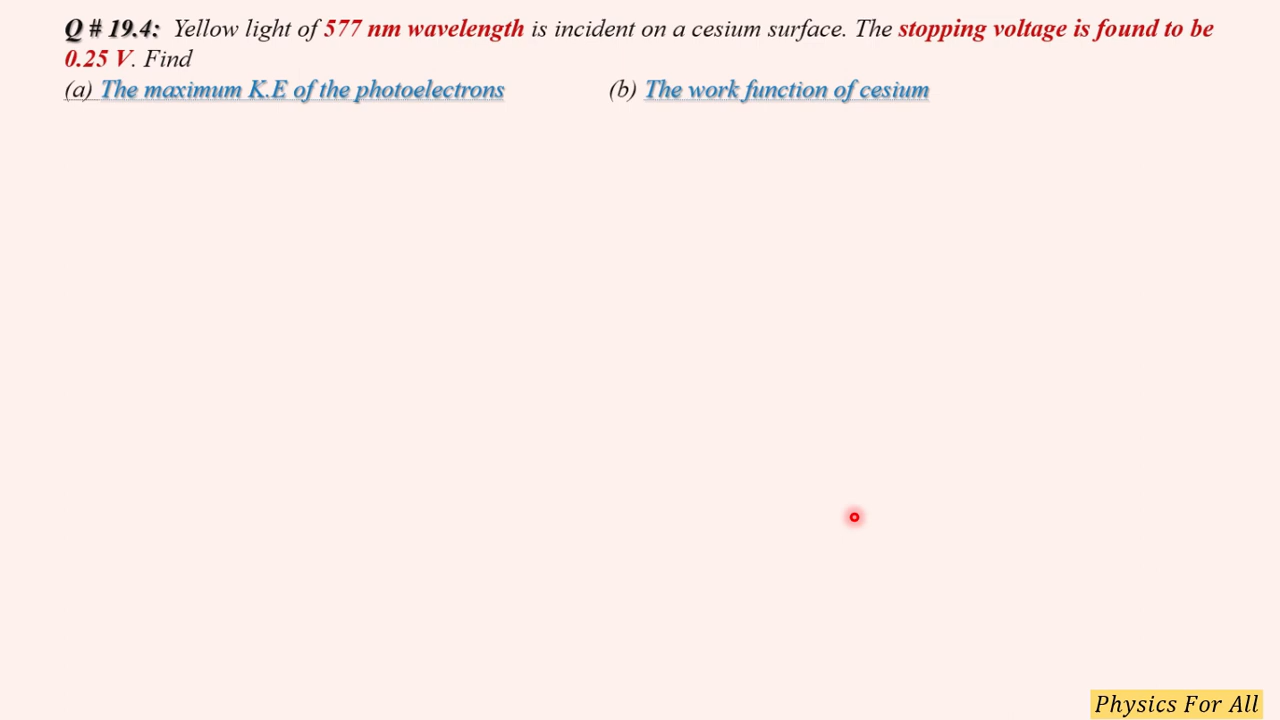 Q # 19.4: Yellow light of 577 nm wavelength is incident on a cesium surface. The stopping voltage is found to be
0.25 V. Find
(a) The maximum K.E of the photoelectrons (b) The work function of cesium
Physics For All